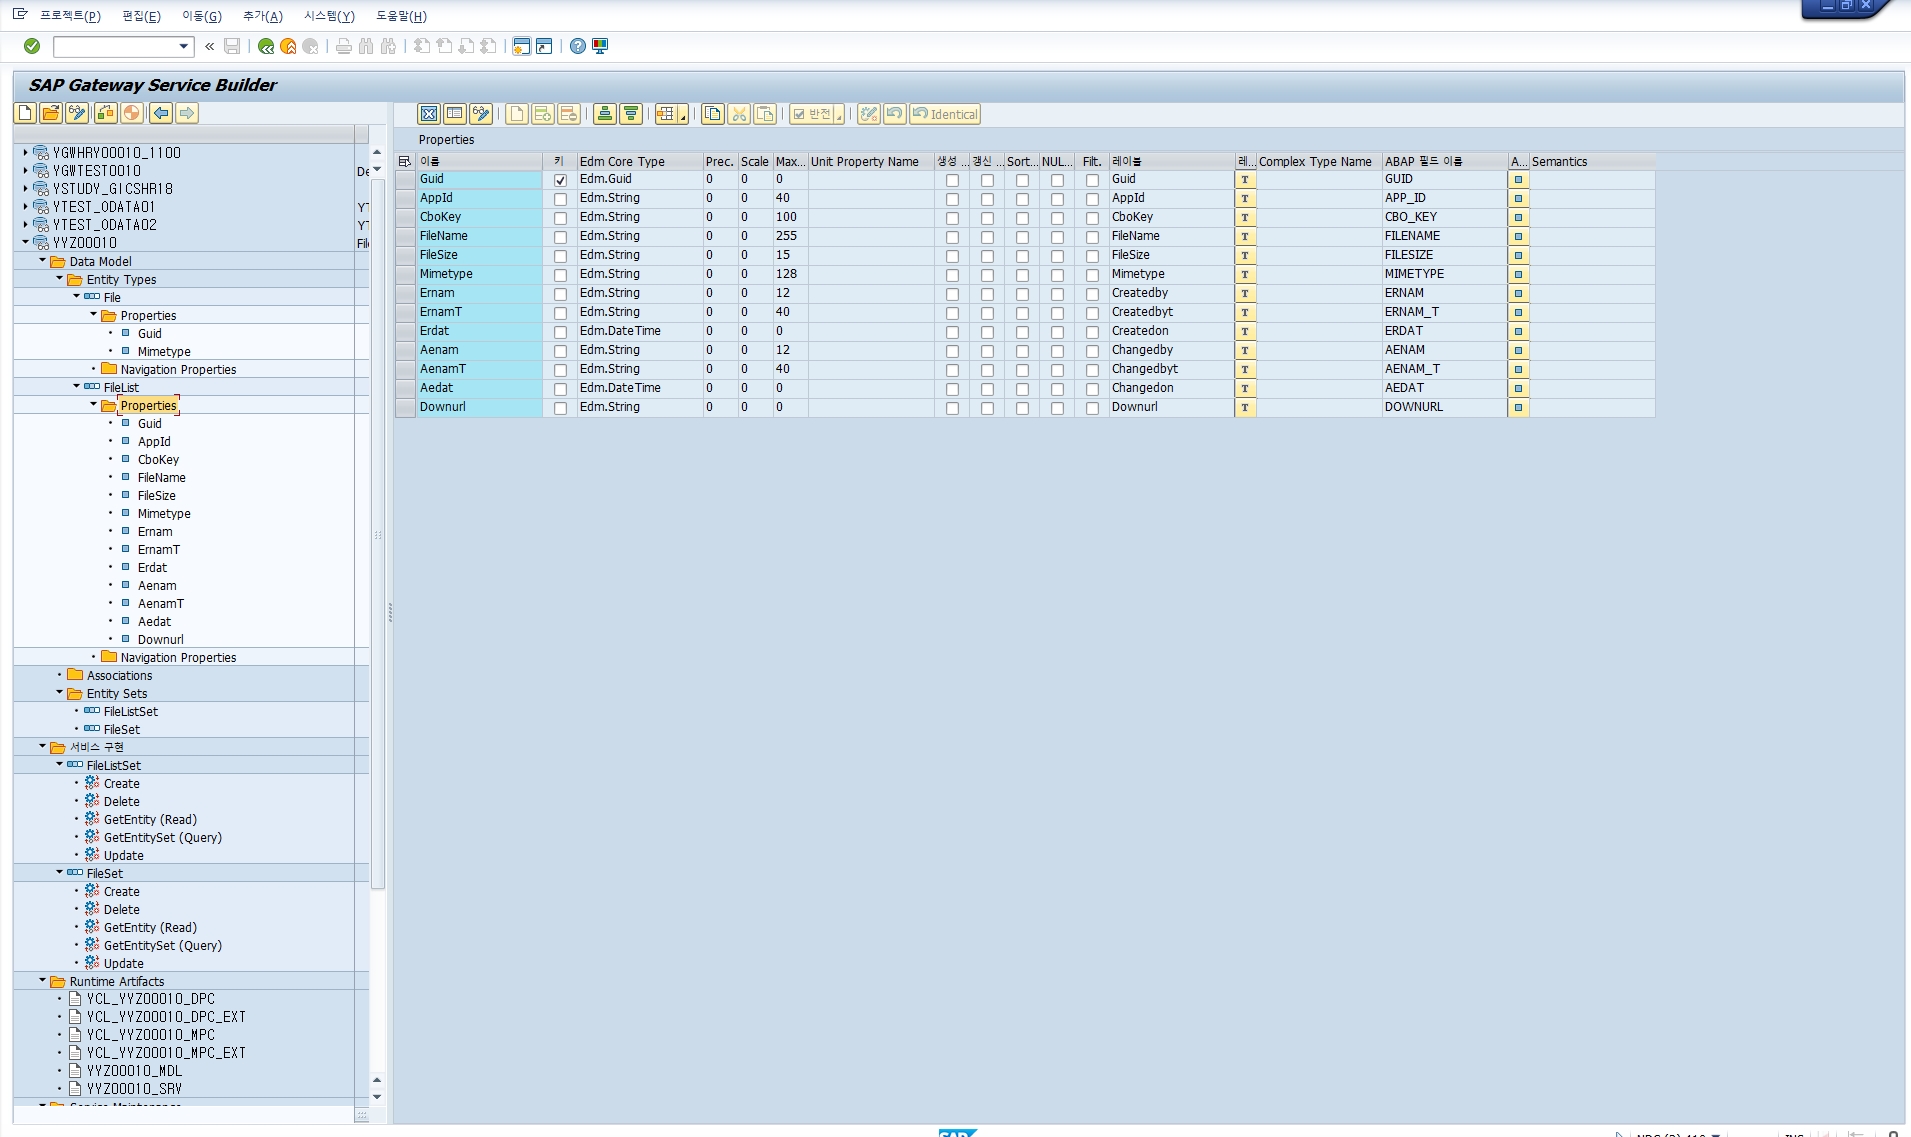 프로젝트(P) 편집(E) 이동(G) 추가(A) 시스템(Y) 도움말(H)
SAP Gateway Service Builder
반전 Identical
YGWHRY00010_1100
YGWTEST0010 De
YSTUDY_GICSHR18
YTEST_ODATA01 YT
YTEST_ODATA02 YT
YYZ00010 File
Data Model
Entity Types
File
Properties
Guid
Mimetype
Navigation Properties
FileList
Properties
Guid
AppId
CboKey
FileName
FileSize
Mimetype
Ernam
ErnamT
Erdat
Aenam
AenamT
Aedat
Downurl
Navigation Properties
Associations
Entity Sets
FileListSet
FileSet
서비스 구현
FileListSet
Create
Delete
GetEntity (Read)
GetEntitySet (Query)
Update
FileSet
Create
Delete
GetEntity (Read)
GetEntitySet (Query)
Update
Runtime Artifacts
YCL_YYZ00010_DPC
YCL_YYZ00010_DPC_EXT
YCL_YYZ00010_MPC
YCL_YYZ00010_MPC_EXT
YYZ00010_MDL
YYZ00010_SRV
Properties
이름 키 Edm Core Type Prec. Scale Max... Unit Property Name 생성 ... 갱신 ... Sort... NUL... Filt. 레이블 레... Complex Type Name ABAP 필드 이름 A... Semantics
Guid Edm.Guid 0 0 0 Guid T GUID
AppId Edm.String 0 0 40 AppId T APP_ID
CboKey Edm.String 0 0 100 CboKey T CBO_KEY
FileName Edm.String 0 0 255 FileName T FILENAME
FileSize Edm.String 0 0 15 FileSize T FILESIZE
Mimetype Edm.String 0 0 128 Mimetype T MIMETYPE
Ernam Edm.String 0 0 12 Createdby T ERNAM
ErnamT Edm.String 0 0 40 Createdbyt T ERNAM_T
Erdat Edm.DateTime 0 0 0 Createdon T ERDAT
Aenam Edm.String 0 0 12 Changedby T AENAM
AenamT Edm.String 0 0 40 Changedbyt T AENAM_T
Aedat Edm.DateTime 0 0 0 Changedon T AEDAT
Downurl Edm.String 0 0 0 Downurl T DOWNURL
SAP